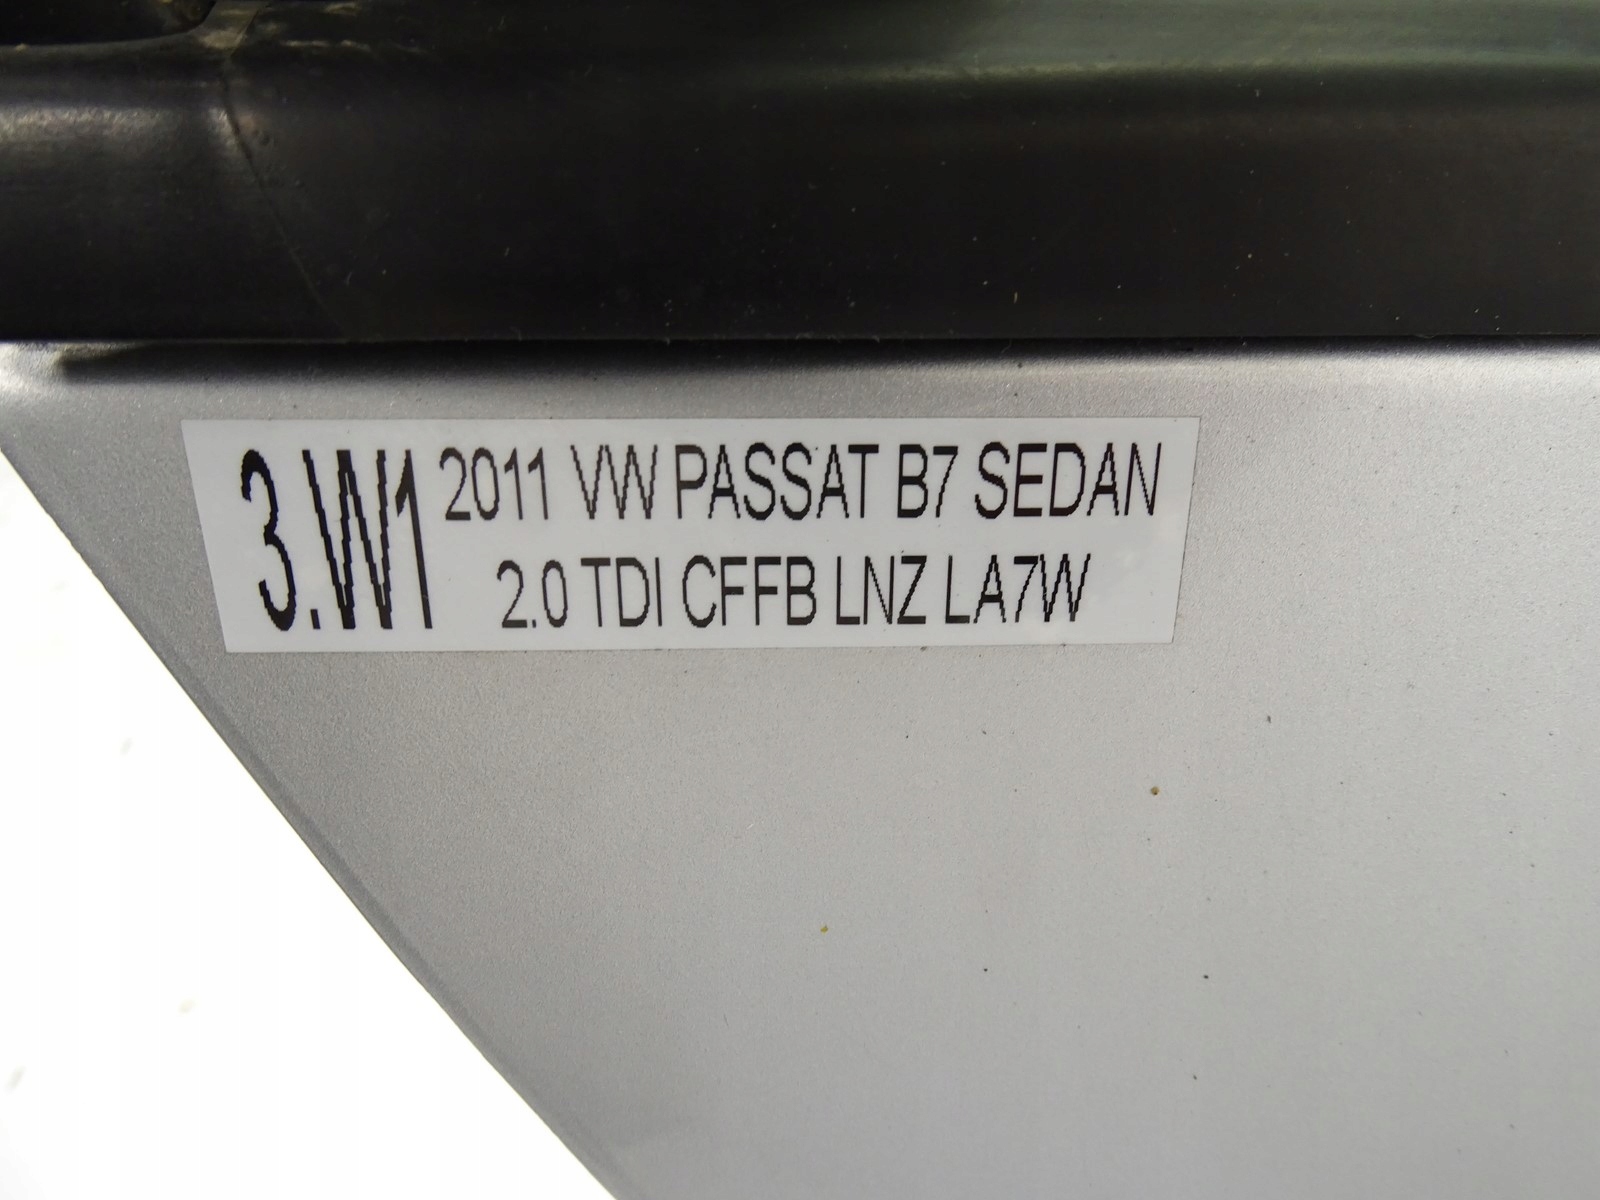 3.W1 2011 VW PASSAT B7 SEDAN
2.0 TDI CFFB LNZ LA7W